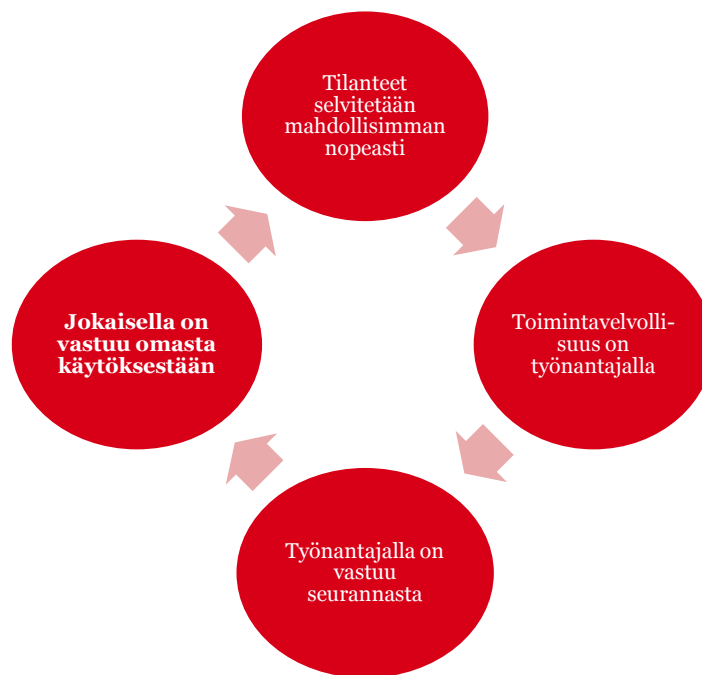 Tilanteet
selvitetään
mahdollisimman
nopeasti
Jokaisella on
vastuu omasta
käytöksestään
Toimintavelvolli-
suus on
työnantajalla
Työnantajalla on
vastuu
seurannasta